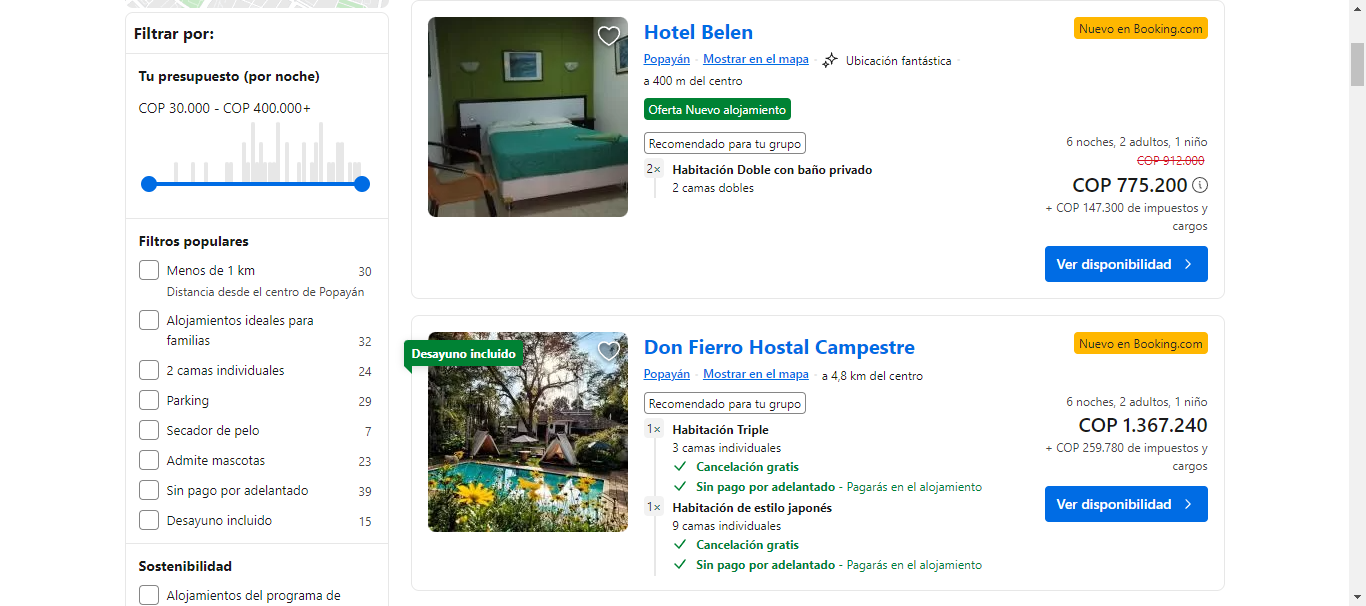 Filtrar por:
Tu presupuesto (por noche)
COP 30.000 - COP 400.000+
Filtros populares
Menos de 1 km 30
Distancia desde el centro de Popayán
Alojamientos ideales para
familias 32
2 camas individuales 24
Parking 29
Secador de pelo 7
Admite mascotas 23
Sin pago por adelantado 39
Desayuno incluido 15
Sostenibilidad
Alojamientos del programa de
Hotel Belen
Nuevo en Booking.com
Popayán · Mostrar en el mapa · Ubicación fantástica ·
a 400 m del centro
Oferta Nuevo alojamiento
Recomendado para tu grupo
2× Habitación Doble con baño privado
2 camas dobles
6 noches, 2 adultos, 1 niño
COP 912.000
COP 775.200
+ COP 147.300 de impuestos y
cargos
Ver disponibilidad
Desayuno incluido
Don Fierro Hostal Campestre
Nuevo en Booking.com
Popayán · Mostrar en el mapa · a 4,8 km del centro
Recomendado para tu grupo
1× Habitación Triple
3 camas individuales
Cancelación gratis
Sin pago por adelantado - Pagarás en el alojamiento
1× Habitación de estilo japonés
9 camas individuales
Cancelación gratis
Sin pago por adelantado - Pagarás en el alojamiento
6 noches, 2 adultos, 1 niño
COP 1.367.240
+ COP 259.780 de impuestos y
cargos
Ver disponibilidad